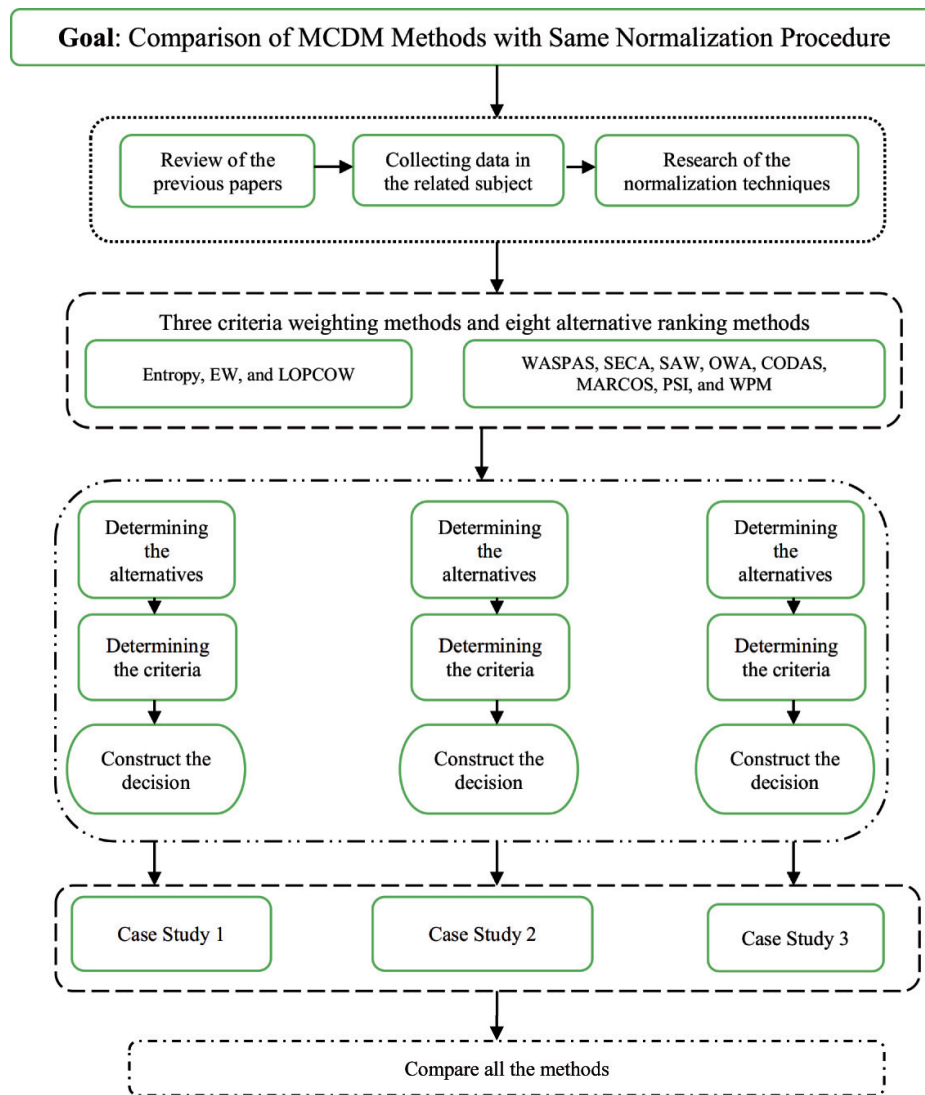 Goal: Comparison of MCDM Methods with Same Normalization Procedure
Review of the
previous papers
Collecting data in
the related subject
Research of the
normalization techniques
Three criteria weighting methods and eight alternative ranking methods
Entropy, EW, and LOPCOW
WASPAS, SECA, SAW, OWA, CODAS,
MARCOS, PSI, and WPM
Determining
the
alternatives
Determining
the criteria
Construct the
decision
Determining
the
alternatives
Determining
the criteria
Construct the
decision
Determining
the
alternatives
Determining
the criteria
Construct the
decision
Case Study 1
Case Study 2
Case Study 3
Compare all the methods